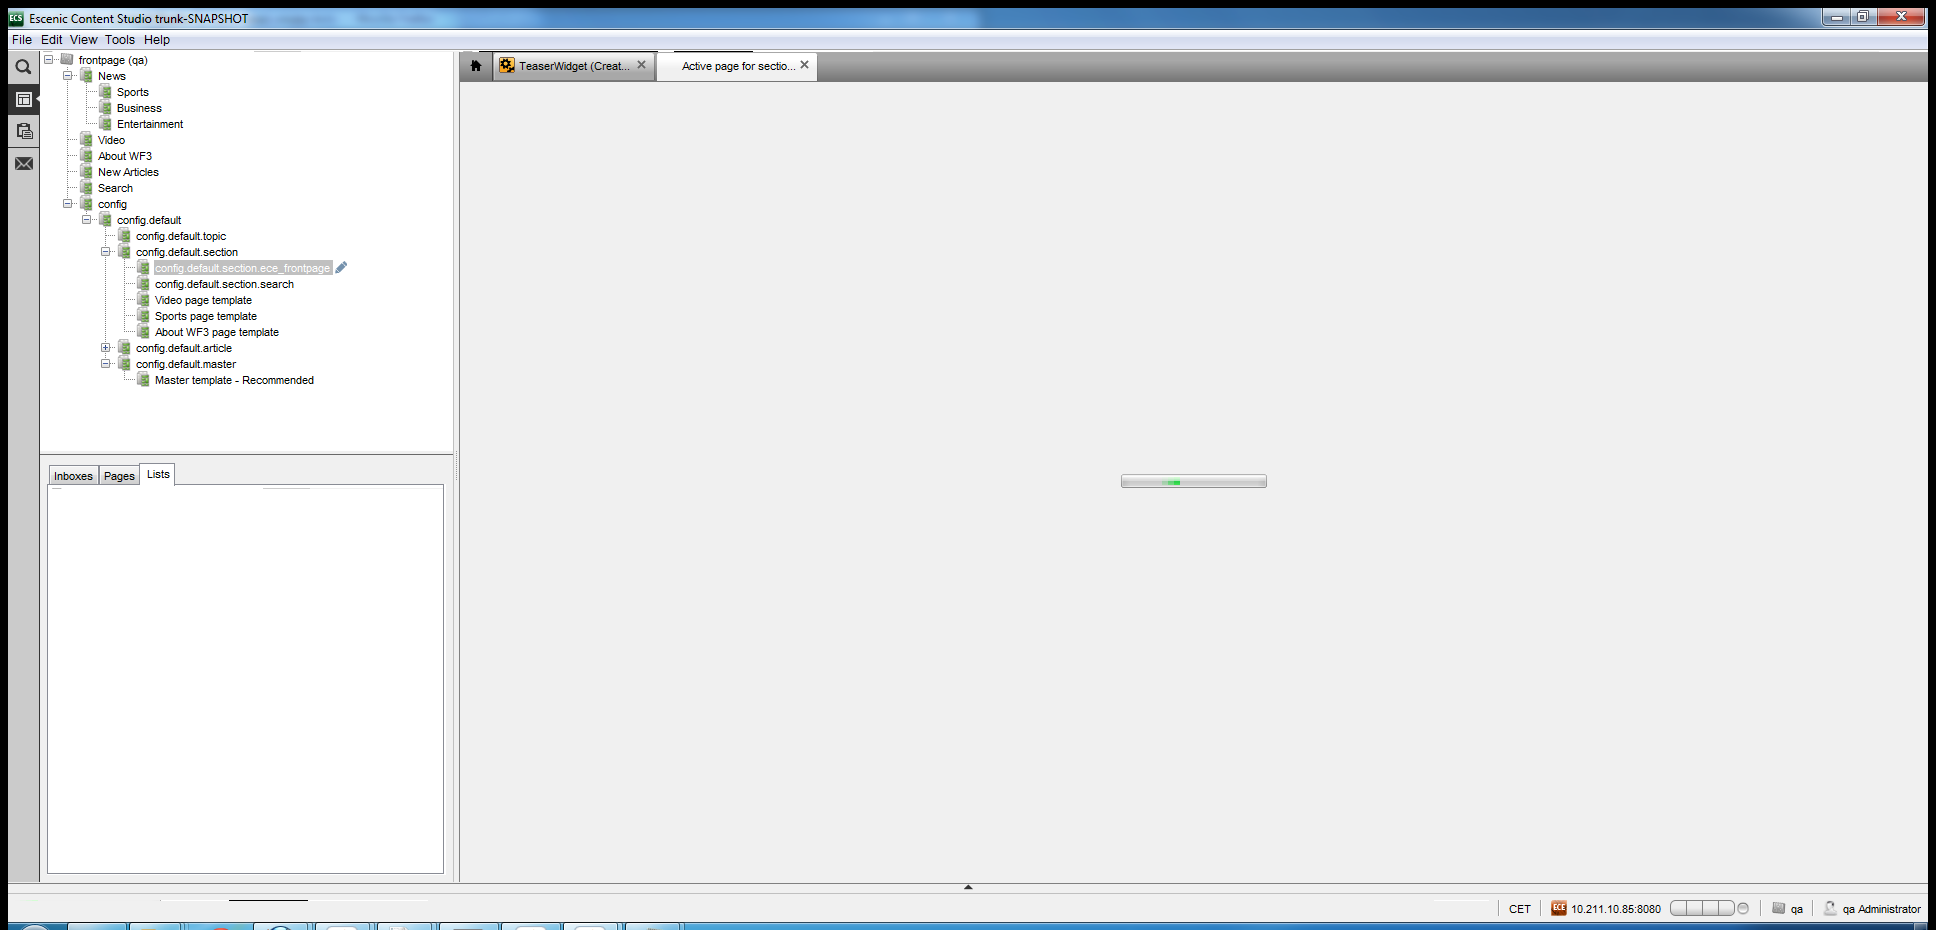 ECS Escenic Content Studio trunk-SNAPSHOT
File Edit View Tools Help
frontpage (qa)
News
Sports
Business
Entertainment
Video
About WF3
New Articles
Search
config
config.default
config.default.topic
config.default.section
config.default.section.ece_frontpage
config.default.section.search
Video page template
Sports page template
About WF3 page template
config.default.article
config.default.master
Master template - Recommended
Inboxes Pages Lists
TeaserWidget (Creat... Active page for sectio...
CET ECE 10.211.10.85:8080 qa qa Administrator